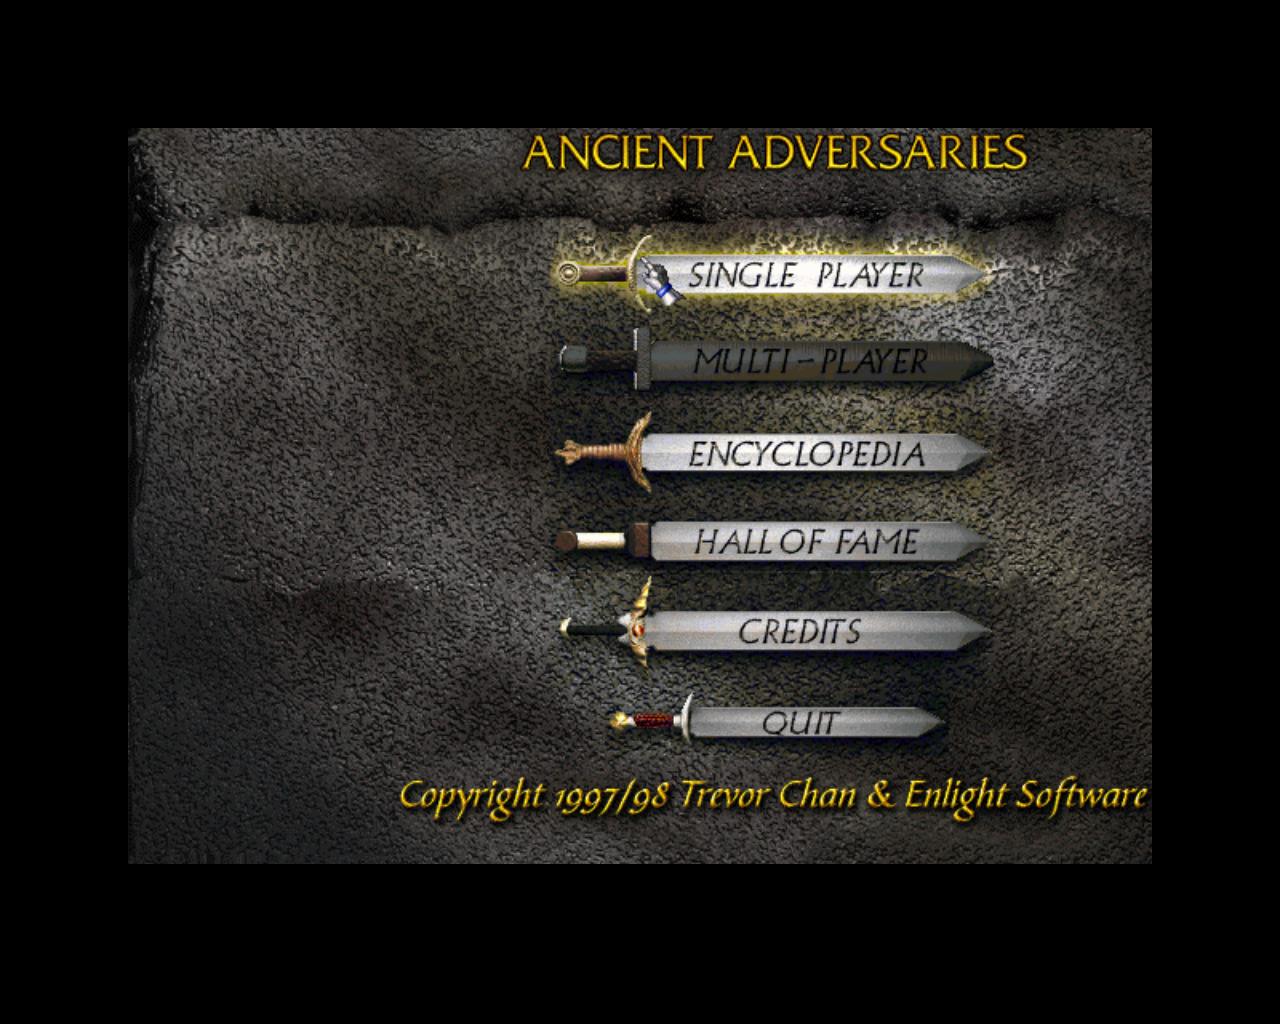 ANCIENT ADVERSARIES
SINGLE PLAYER
MULTI-PLAYER
ENCYCLOPEDIA
HALL OF FAME
CREDITS
QUIT
Copyright 1997/98 Trevor Chan & Enlight Software